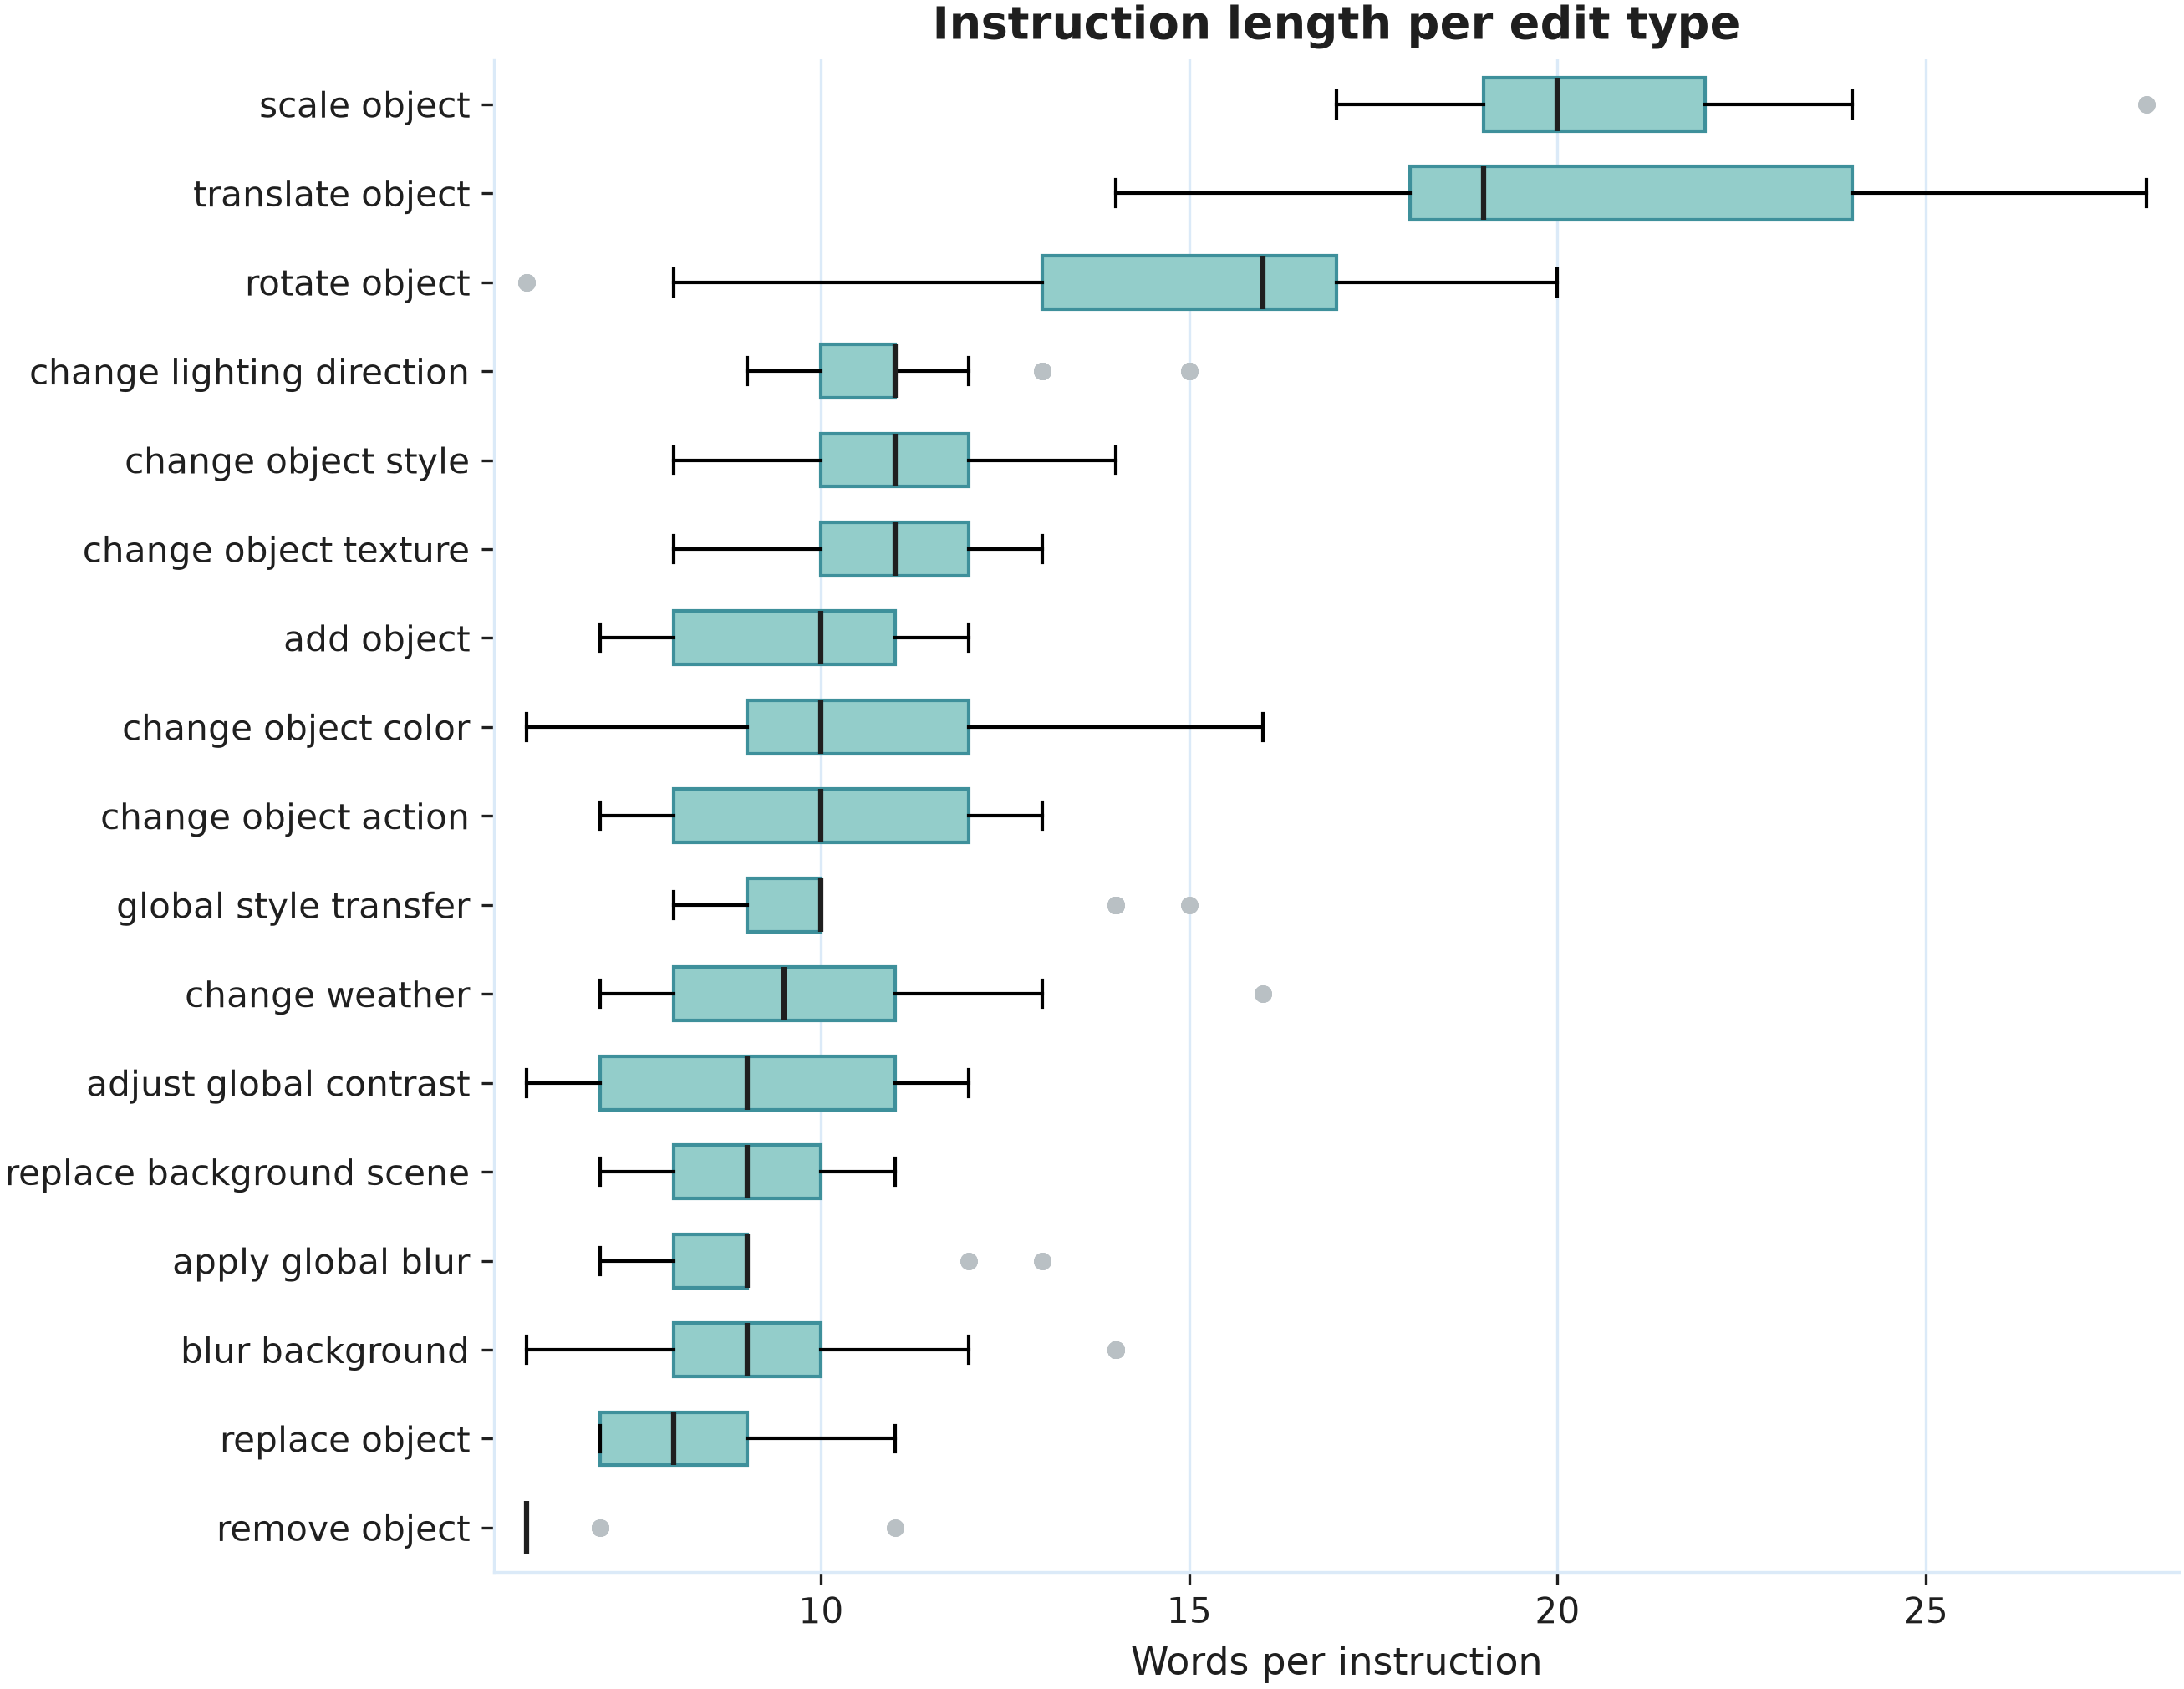 Instruction length per edit type
scale object
translate object
rotate object
change lighting direction
change object style
change object texture
add object
change object color
change object action
global style transfer
change weather
adjust global contrast
replace background scene
apply global blur
blur background
replace object
remove object
10 15 20 25
Words per instruction